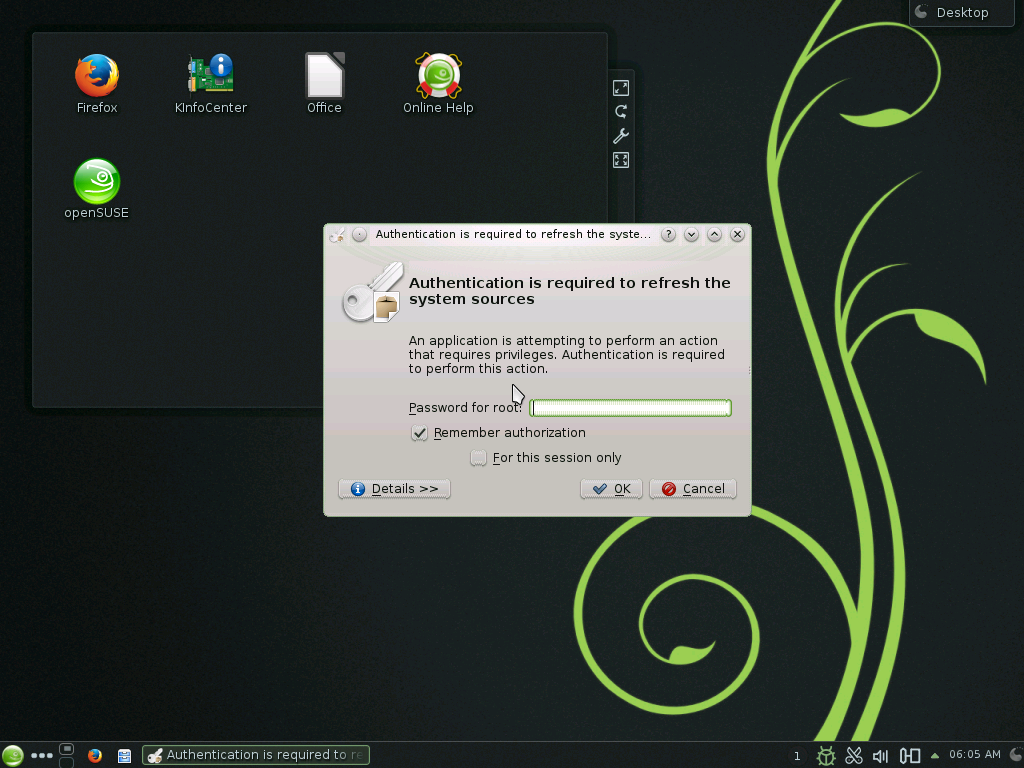 Desktop
Firefox
KInfoCenter
Office
Online Help
openSUSE
Authentication is required to refresh the syste...
Authentication is required to refresh the
system sources
An application is attempting to perform an action
that requires privileges. Authentication is required
to perform this action.
Password for root:
Remember authorization
For this session only
Details >>
OK
Cancel
Authentication is required to re
1
06:05 AM